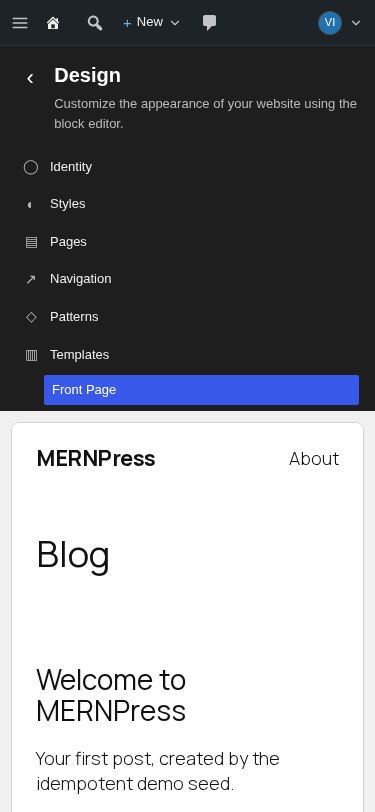 + New
VI
Design
Customize the appearance of your website using the
block editor.
Identity
Styles
Pages
Navigation
Patterns
Templates
Front Page
MERNPress
About
Blog
Welcome to
MERNPress
Your first post, created by the
idempotent demo seed.